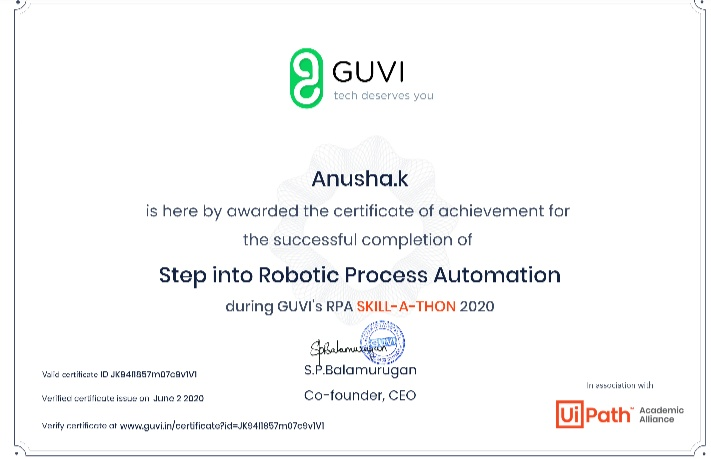 GUVI
tech deserves you
Anusha.k
is here by awarded the certificate of achievement for
the successful completion of
Step into Robotic Process Automation
during GUVI's RPA SKILL-A-THON 2020
S.P.Balamurugan
S.P.Balamurugan
Co-founder, CEO
Valid certificate ID JK94I1857m07c9v1V1
Verified certificate issue on June 2 2020
Verify certificate at www.guvi.in/certificate?id=JK94I1857m07c9v1V1
In association with
UiPath™ Academic
Alliance